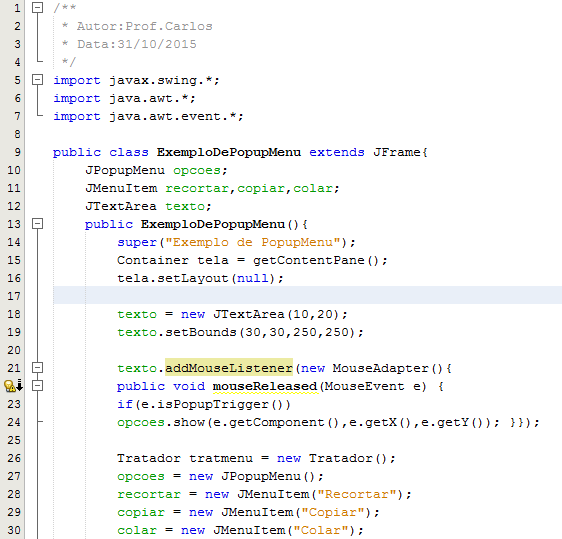 1 /**
2 * Autor:Prof.Carlos
3 * Data:31/10/2015
4 */
5 import javax.swing.*;
6 import java.awt.*;
7 import java.awt.event.*;
8
9 public class ExemploDePopupMenu extends JFrame{
10 JPopupMenu opcoes;
11 JMenuItem recortar,copiar,colar;
12 JTextArea texto;
13 public ExemploDePopupMenu(){
14 super("Exemplo de PopupMenu");
15 Container tela = getContentPane();
16 tela.setLayout(null);
17
18 texto = new JTextArea(10,20);
19 texto.setBounds(30,30,250,250);
20
21 texto.addMouseListener(new MouseAdapter(){
public void mouseReleased(MouseEvent e) {
23 if(e.isPopupTrigger())
24 opcoes.show(e.getComponent(),e.getX(),e.getY()); }});
25
26 Tratador tratmenu = new Tratador();
27 opcoes = new JPopupMenu();
28 recortar = new JMenuItem("Recortar");
29 copiar = new JMenuItem("Copiar");
30 colar = new JMenuItem("Colar");